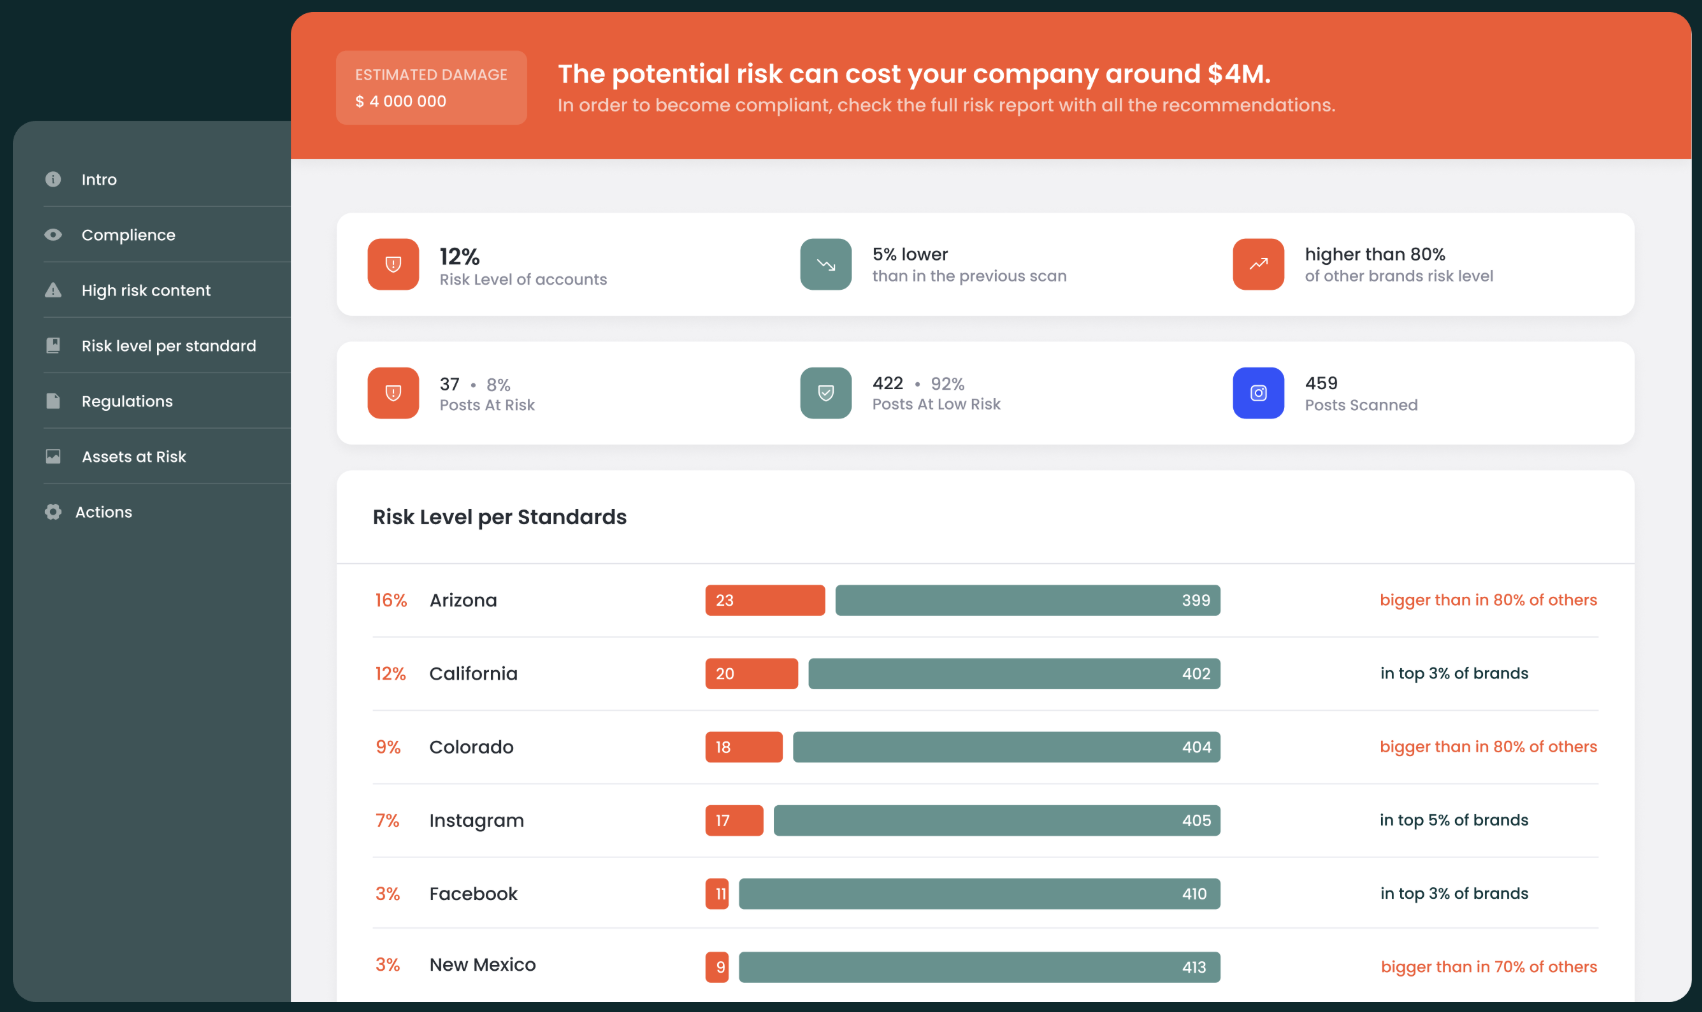 ESTIMATED DAMAGE
$ 4 000 000
The potential risk can cost your company around $4M.
In order to become compliant, check the full risk report with all the recommendations.
Intro
Complience
High risk content
Risk level per standard
Regulations
Assets at Risk
Actions
12%
Risk Level of accounts
5% lower
than in the previous scan
higher than 80%
of other brands risk level
37 • 8%
Posts At Risk
422 • 92%
Posts At Low Risk
459
Posts Scanned
Risk Level per Standards
16% Arizona 23 399 bigger than in 80% of others
12% California 20 402 in top 3% of brands
9% Colorado 18 404 bigger than in 80% of others
7% Instagram 17 405 in top 5% of brands
3% Facebook 11 410 in top 3% of brands
3% New Mexico 9 413 bigger than in 70% of others